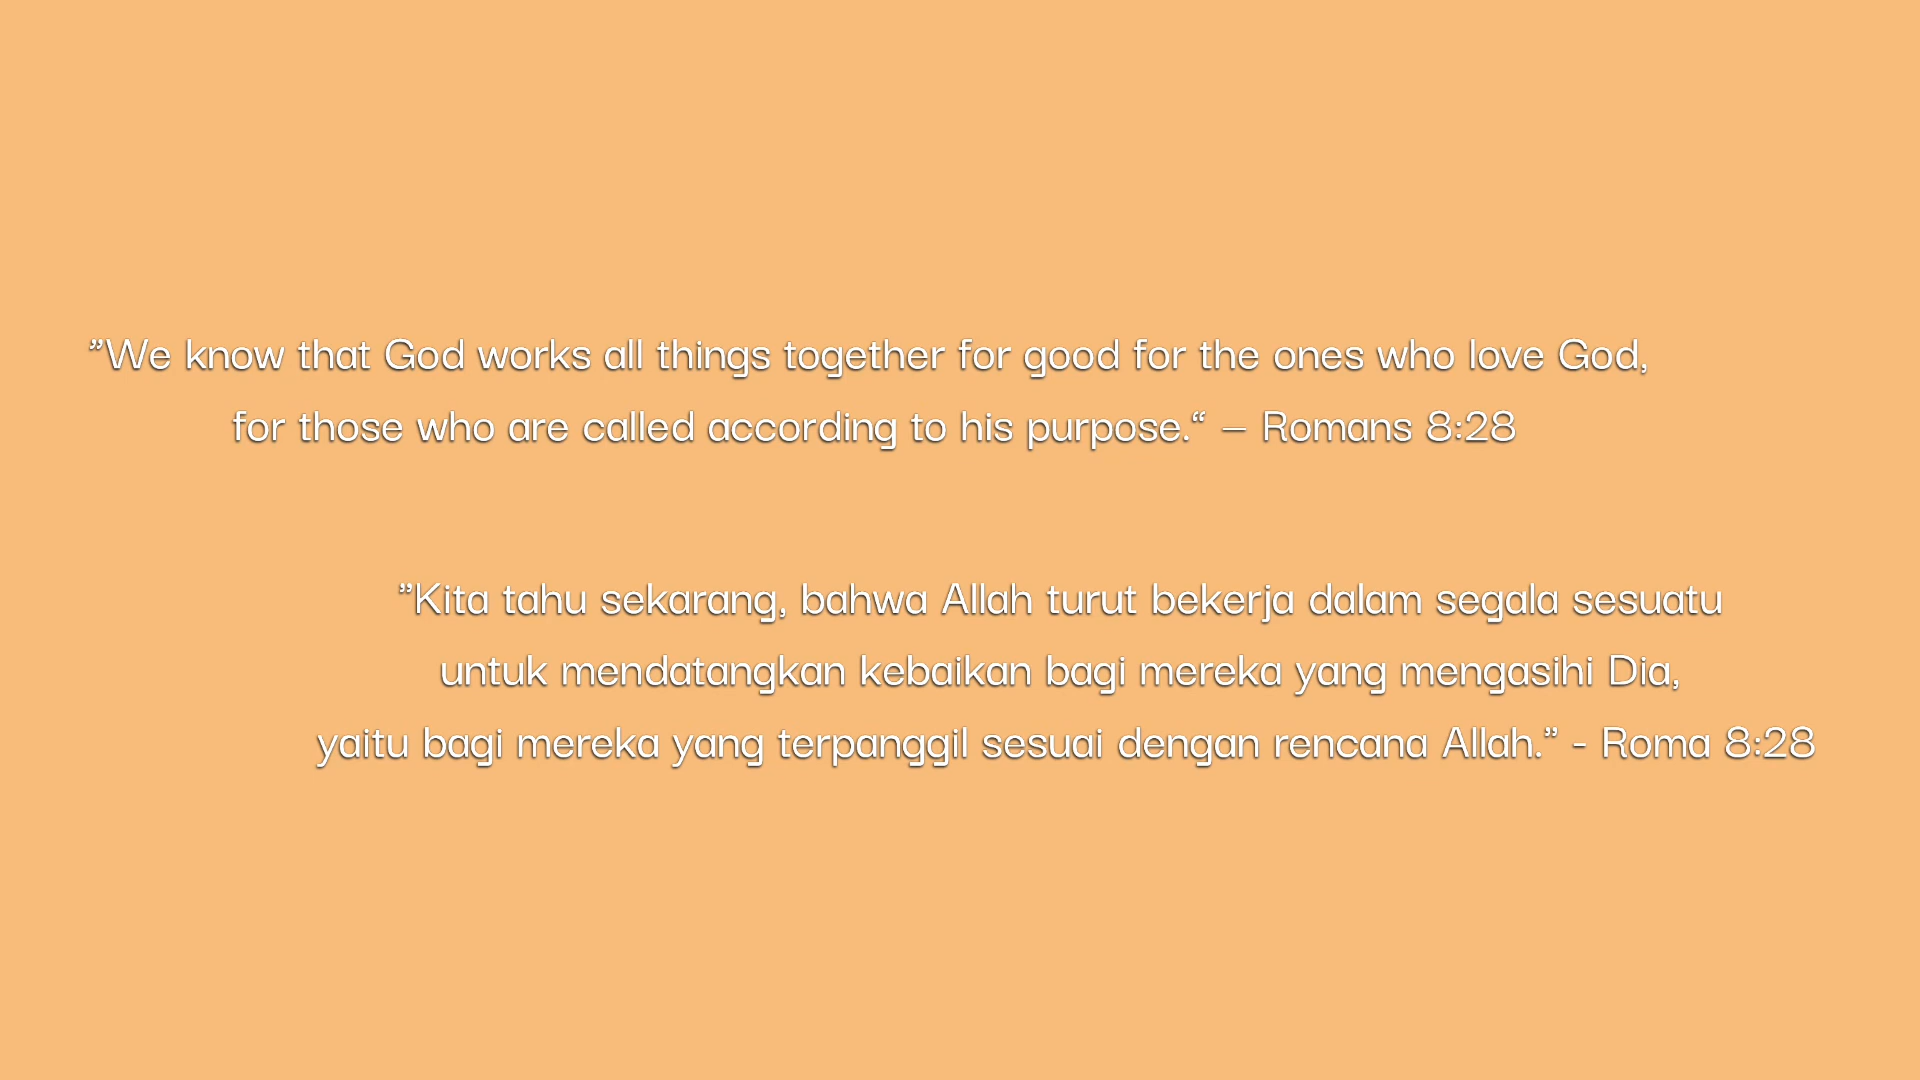 ”We know that God works all things together for good for the ones who love God,
for those who are called according to his purpose.“ — Romans 8:28
”Kita tahu sekarang, bahwa Allah turut bekerja dalam segala sesuatu
untuk mendatangkan kebaikan bagi mereka yang mengasihi Dia,
yaitu bagi mereka yang terpanggil sesuai dengan rencana Allah.” - Roma 8:28